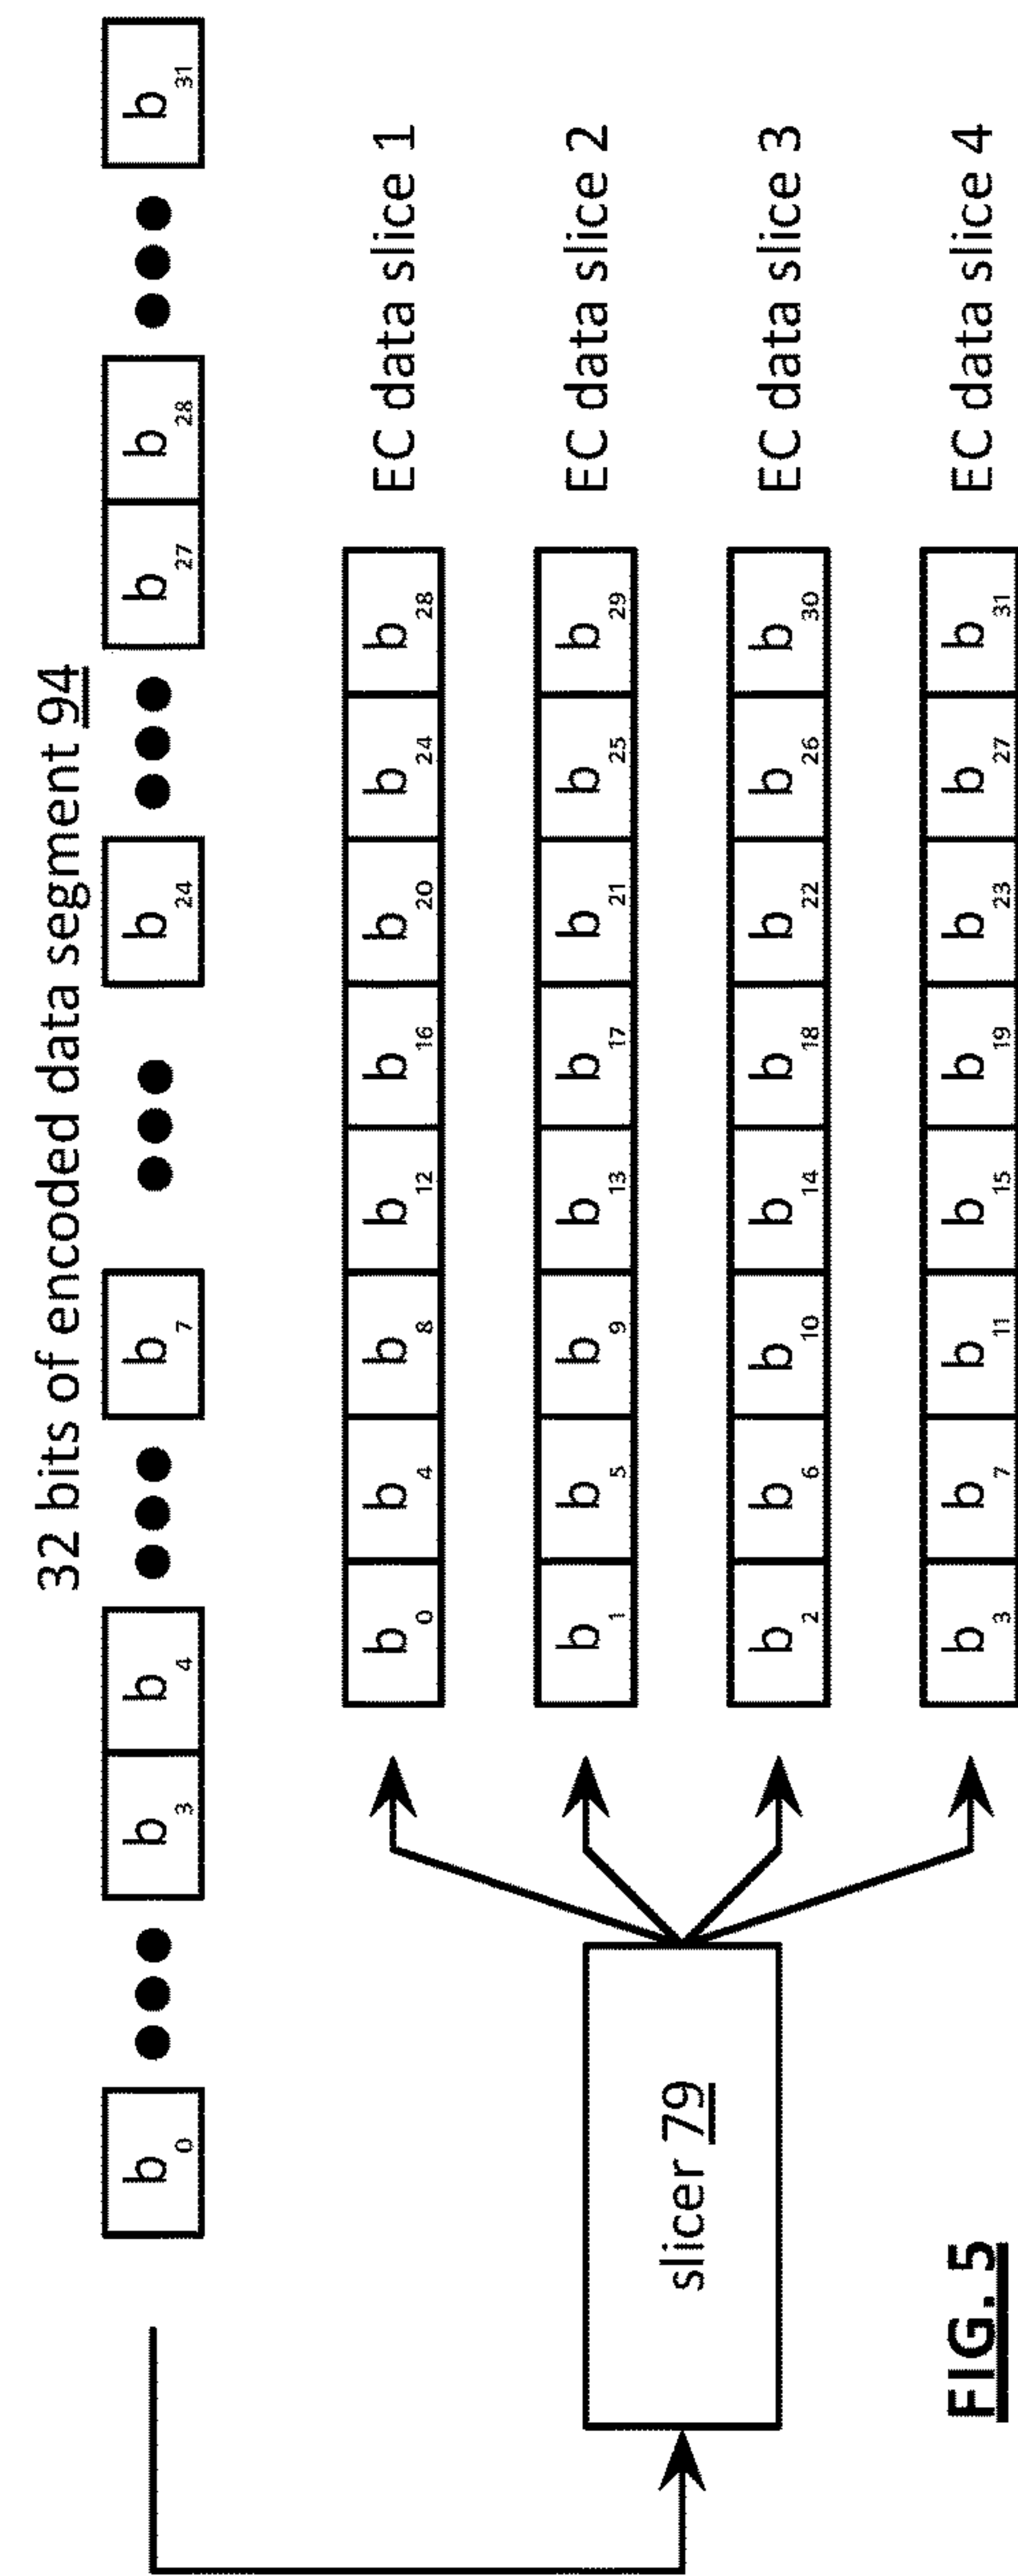 32 bits of encoded data segment 94
b0 ••• b3 b4 ••• b7 ••• b24 ••• b27 b28 ••• b31
b0 b4 b8 b12 b16 b20 b24 b28 EC data slice 1
b1 b5 b9 b13 b17 b21 b25 b29 EC data slice 2
slicer 79
b2 b6 b10 b14 b18 b22 b26 b30 EC data slice 3
b3 b7 b11 b15 b19 b23 b27 b31 EC data slice 4
FIG. 5